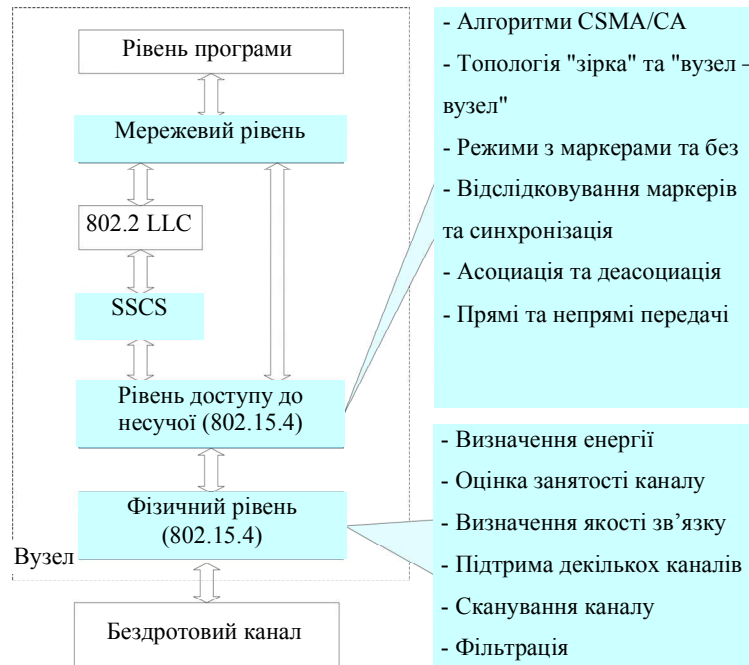 Рівень програми
Мережевий рівень
802.2 LLC
SSCS
Рівень доступу до
несучої (802.15.4)
Фізичний рівень
(802.15.4)
Вузел
Бездротовий канал
- Алгоритми CSMA/CA
- Топологія "зірка" та "вузел –
вузел"
- Режими з маркерами та без
- Відслідковування маркерів
та синхронізація
- Асоциація та деасоциація
- Прямі та непрямі передачі
- Визначення енергії
- Оцінка занятості каналу
- Визначення якості зв’язку
- Підтрима декількох каналів
- Сканування каналу
- Фільтрація